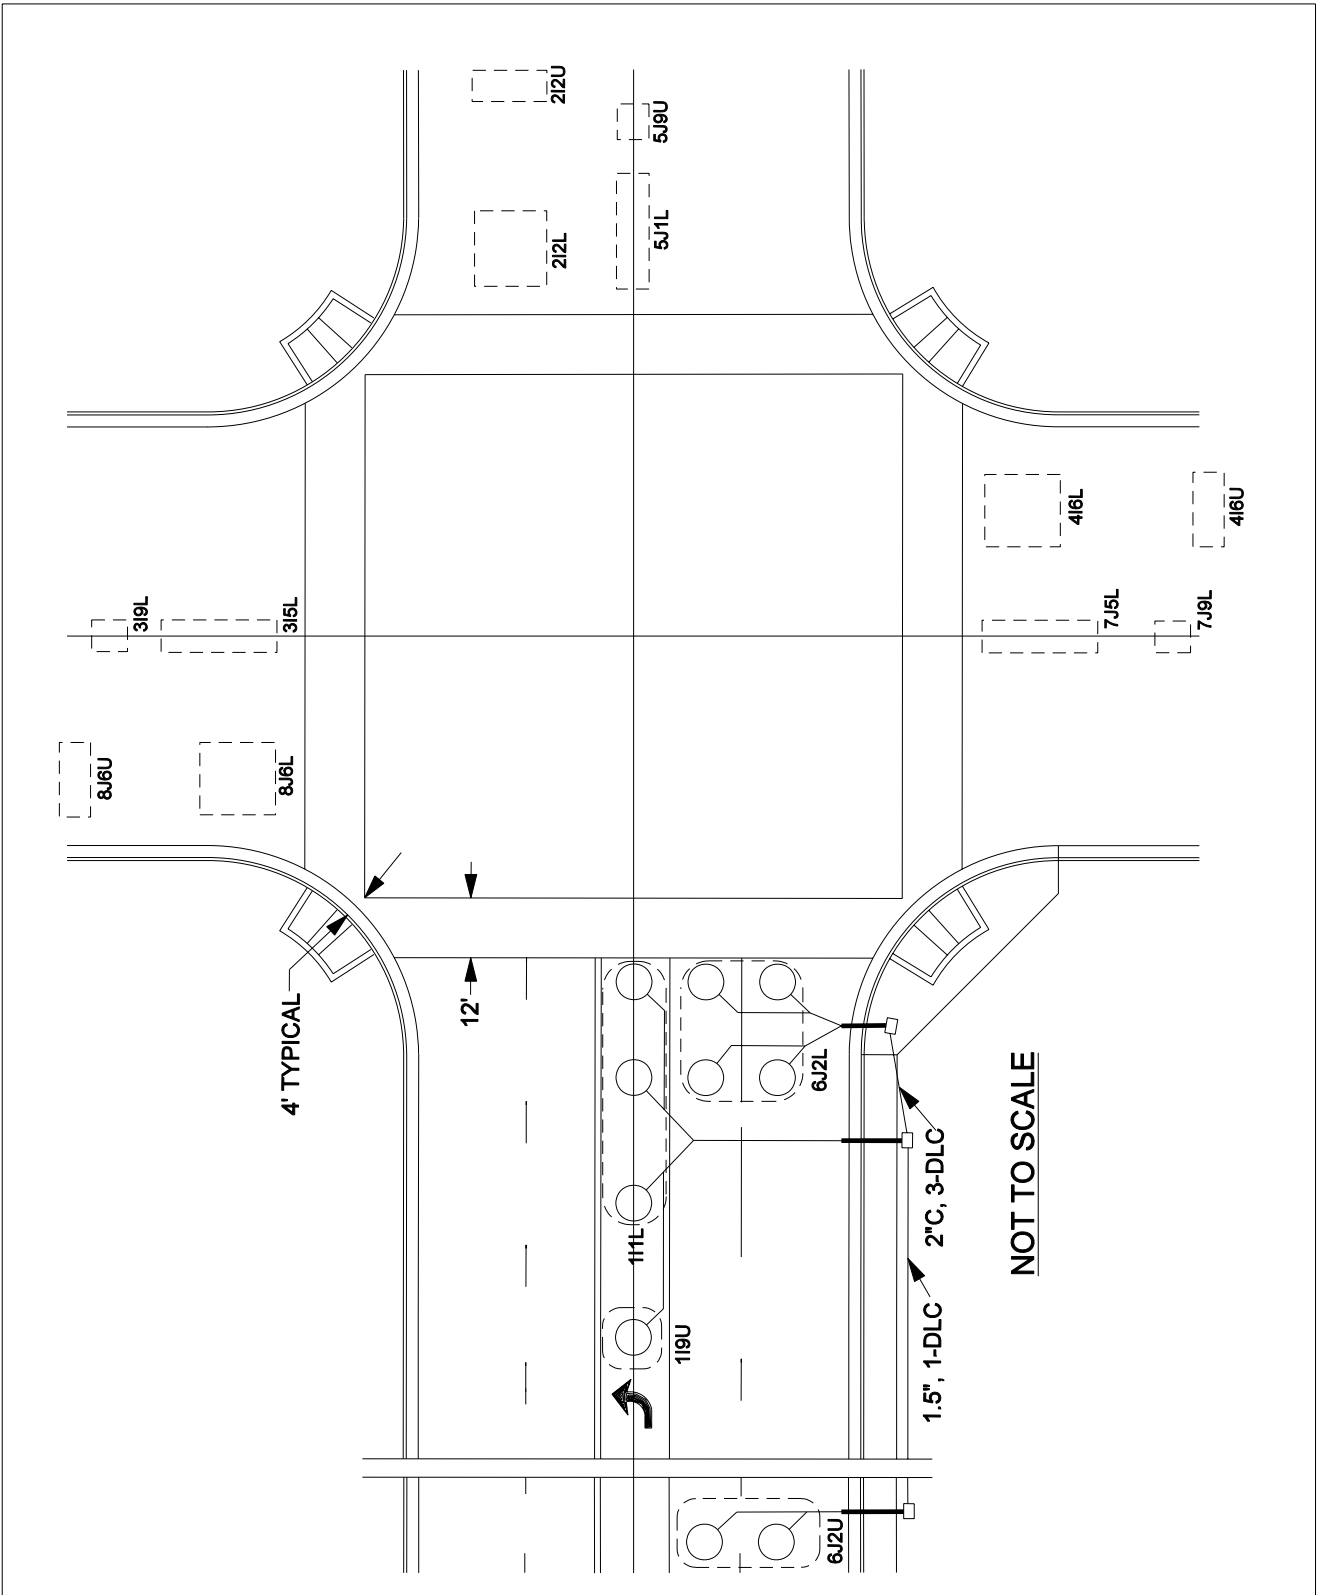 2I2U
5J9U
2I2L
5J1L
3I9L
3I5L
8J6U
8J6L
4I6L
4I6U
7J5L
7J9L
4' TYPICAL
12'
6J2L
1I1L
1I9U
6J2U
2"C, 3-DLC
1.5", 1-DLC
NOT TO SCALE